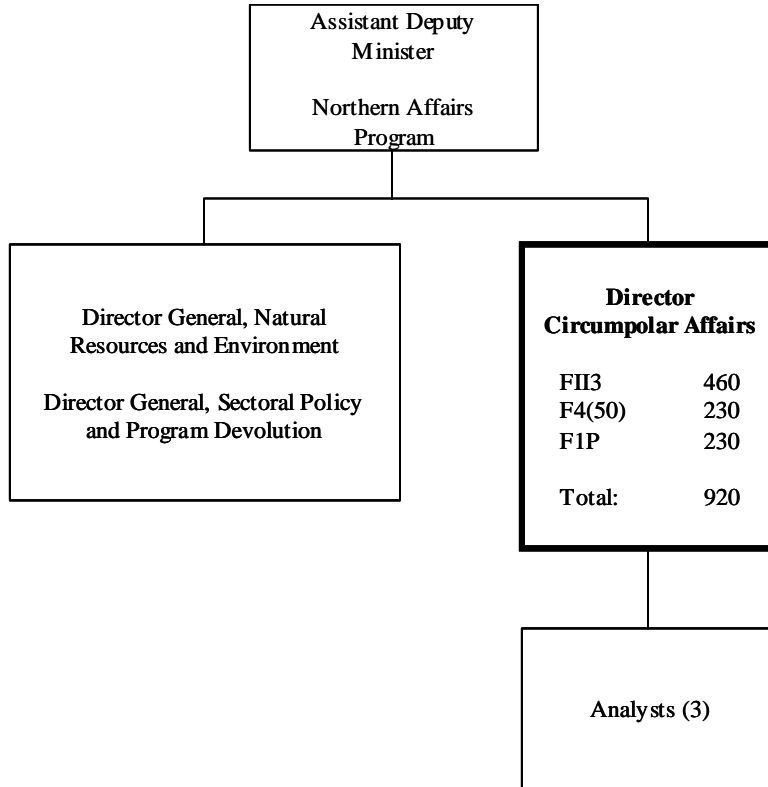 Assistant Deputy
Minister
Northern Affairs
Program
Director General, Natural
Resources and Environment
Director General, Sectoral Policy
and Program Devolution
Director
Circumpolar Affairs
FII3 460
F4(50) 230
F1P 230
Total: 920
Analysts (3)